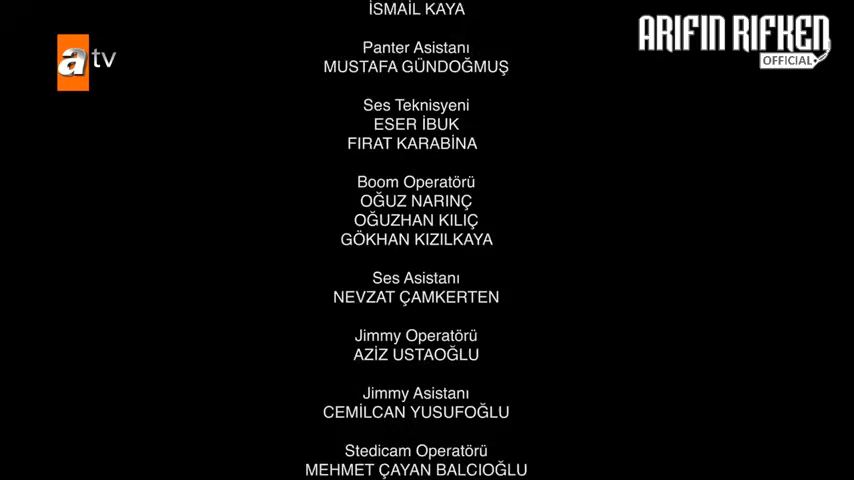 İSMAİL KAYA
a tv
ARIFIN RIFKEN
OFFICIAL
Panter Asistanı
MUSTAFA GÜNDOĞMUŞ
Ses Teknisyeni
ESER İBUK
FIRAT KARABİNA
Boom Operatörü
OĞUZ NARINÇ
OĞUZHAN KILIÇ
GÖKHAN KIZILKAYA
Ses Asistanı
NEVZAT ÇAMKERTEN
Jimmy Operatörü
AZİZ USTAOĞLU
Jimmy Asistanı
CEMİLCAN YUSUFOĞLU
Stedicam Operatörü
MEHMET ÇAYAN BALCIOĞLU